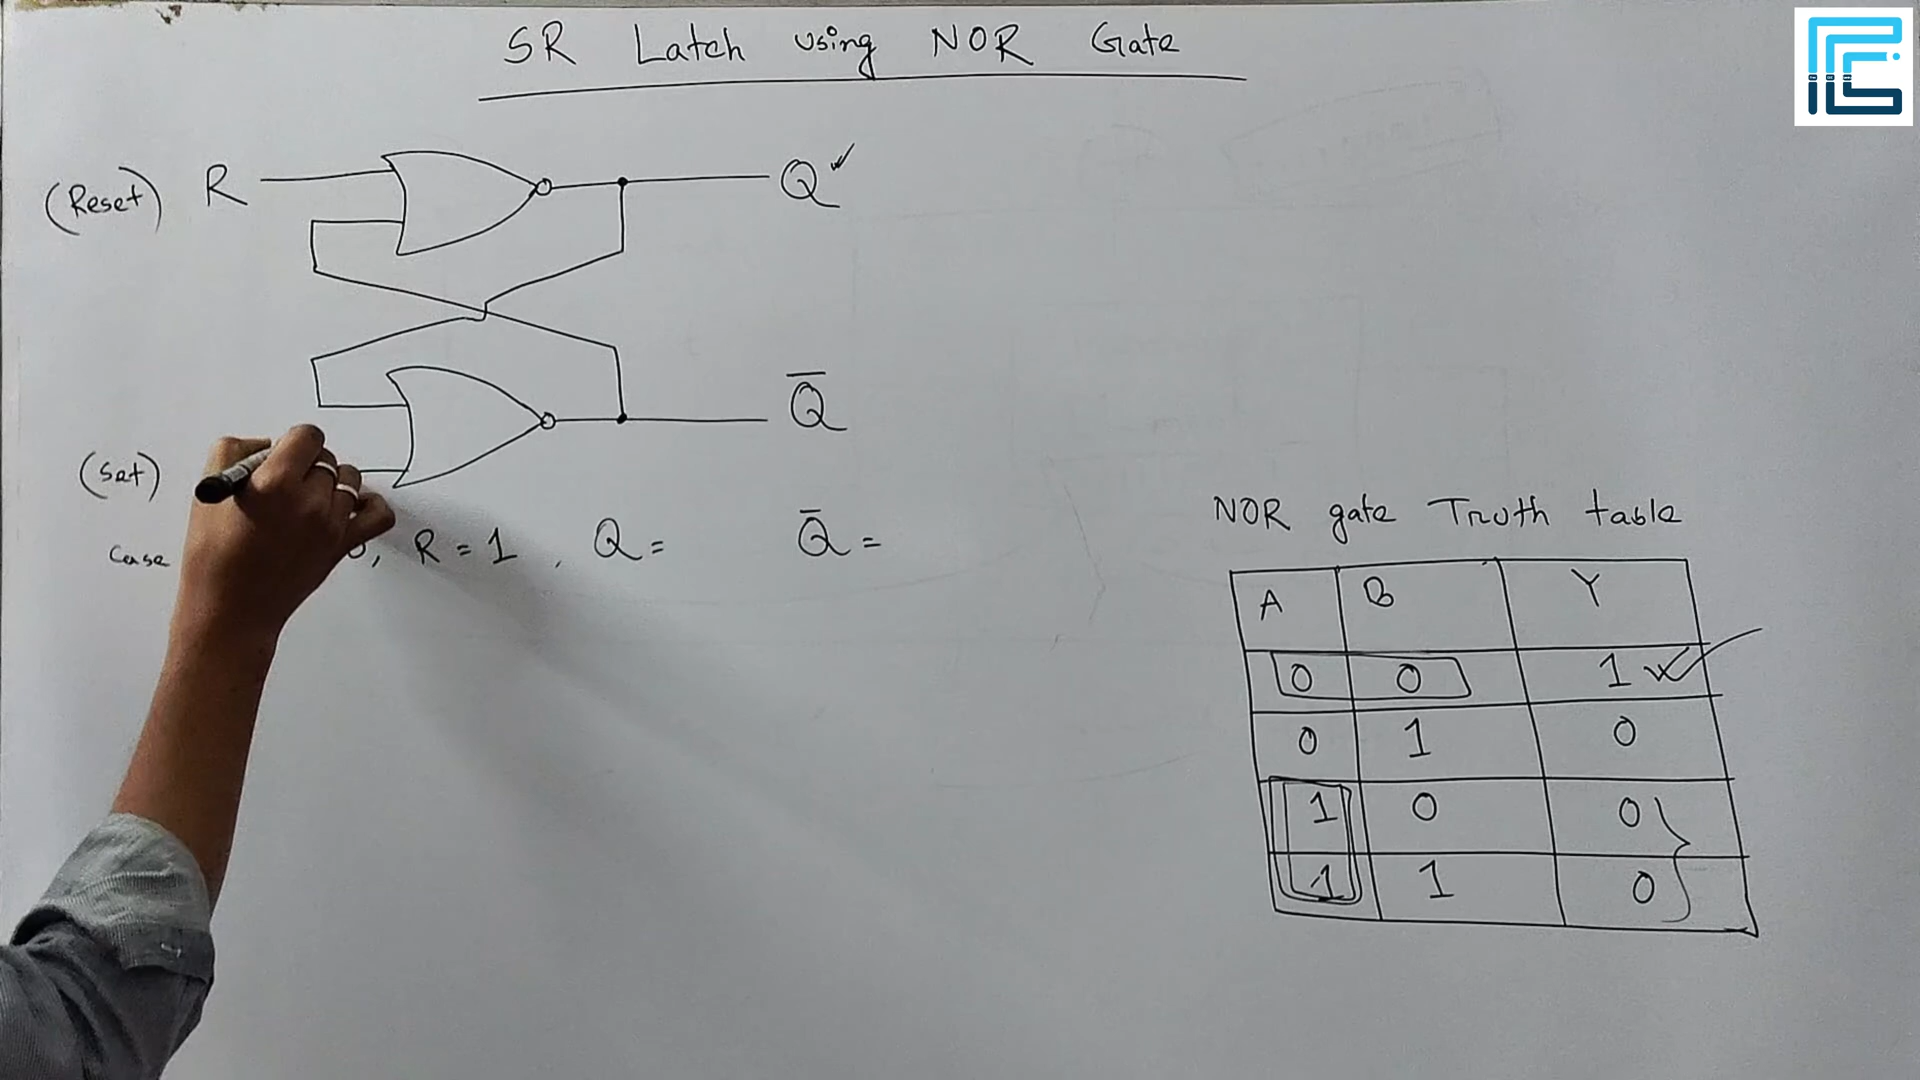 SR Latch using NOR Gate
(Reset) R
Q
Q̅
(Set)
Case 0, R = 1, Q = Q̅ =
NOR gate Truth table
A B Y
0 0 1
0 1 0
1 0 0
1 1 0